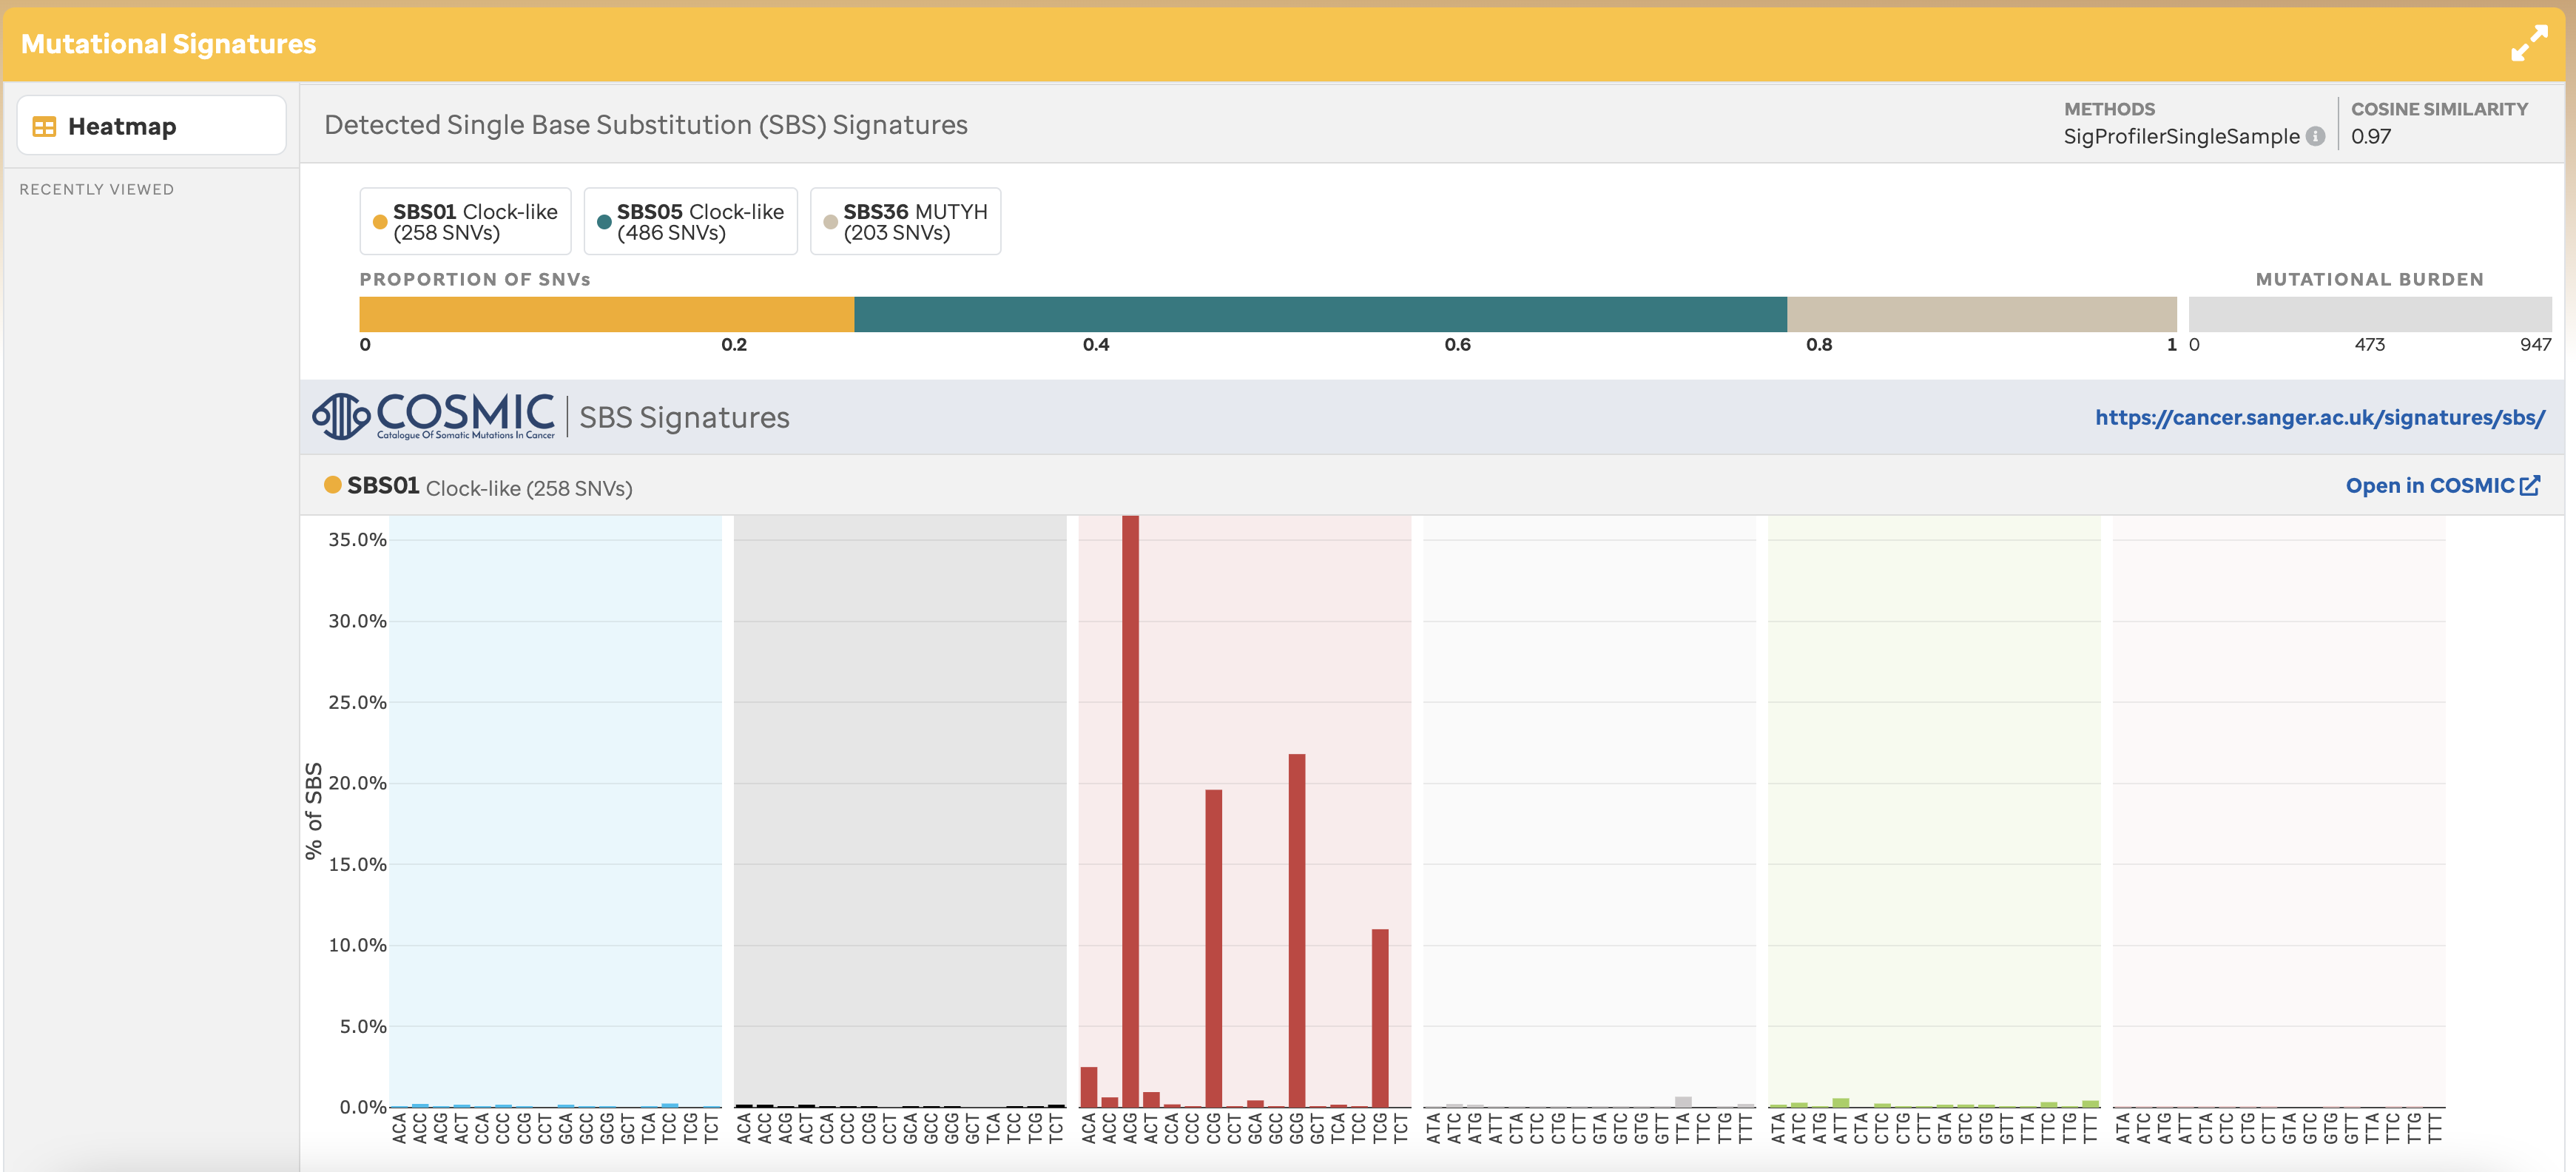 Mutational Signatures
Heatmap
RECENTLY VIEWED
Detected Single Base Substitution (SBS) Signatures
METHODS
SigProfilerSingleSample
COSINE SIMILARITY
0.97
SBS01 Clock-like
(258 SNVs)
SBS05 Clock-like
(486 SNVs)
SBS36 MUTYH
(203 SNVs)
PROPORTION OF SNVs
0 0.2 0.4 0.6 0.8 1
MUTATIONAL BURDEN
0 473 947
COSMIC
Catalogue Of Somatic Mutations In Cancer
SBS Signatures
https://cancer.sanger.ac.uk/signatures/sbs/
SBS01 Clock-like (258 SNVs)
Open in COSMIC
% of SBS
35.0%
30.0%
25.0%
20.0%
15.0%
10.0%
5.0%
0.0%
ACA ACC ACG ACT CCA CCC CCG CCT GCA GCC GCG GCT TCA TCC TCG TCT
ACA ACC ACG ACT CCA CCC CCG CCT GCA GCC GCG GCT TCA TCC TCG TCT
ACA ACC ACG ACT CCA CCC CCG CCT GCA GCC GCG GCT TCA TCC TCG TCT
ATA ATC ATG ATT CTA CTC CTG CTT GTA GTC GTG GTT TTA TTC TTG TTT
ATA ATC ATG ATT CTA CTC CTG CTT GTA GTC GTG GTT TTA TTC TTG TTT
ATA ATC ATG ATT CTA CTC CTG CTT GTA GTC GTG GTT TTA TTC TTG TTT